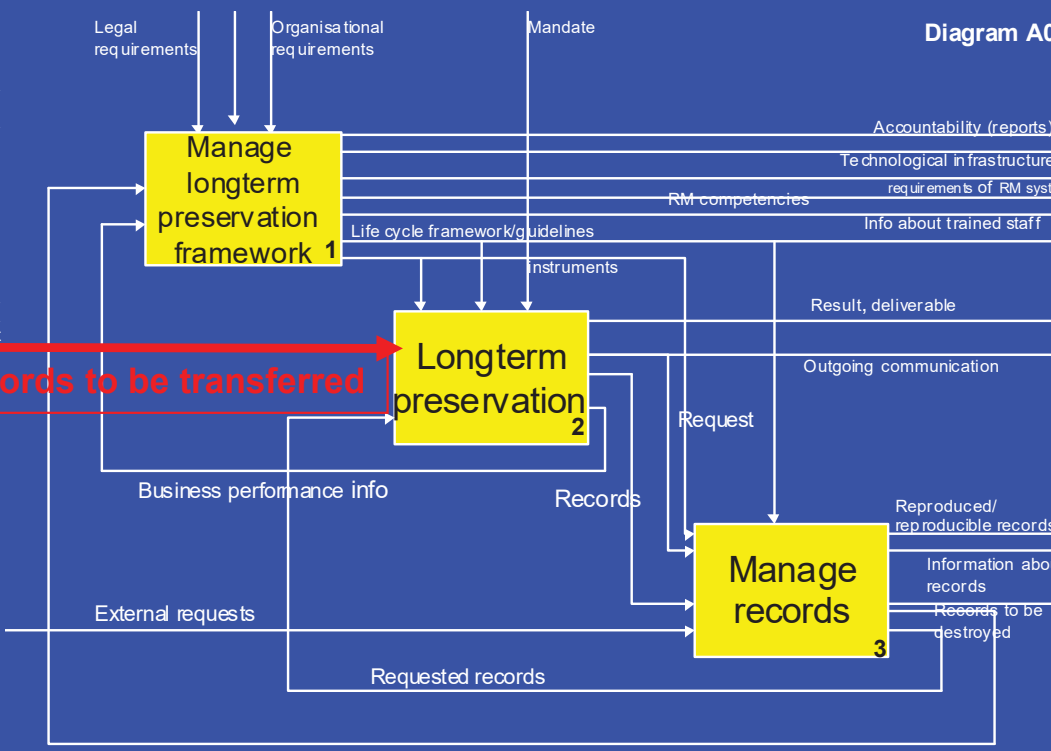 Legal
requirements
Organisational
requirements
Mandate
Diagram A0
Manage
longterm
preservation
framework 1
Accountability (reports)
Technological infrastructure
requirements of RM syst
RM competencies
Info about trained staff
Life cycle framework/guidelines
instruments
Result, deliverable
ords to be transferred
Longterm
preservation
2
Outgoing communication
Request
Business performance info
Records
Reproduced/
reproducible records
Manage
records
3
Information abo
records
Records to be
destroyed
External requests
Requested records